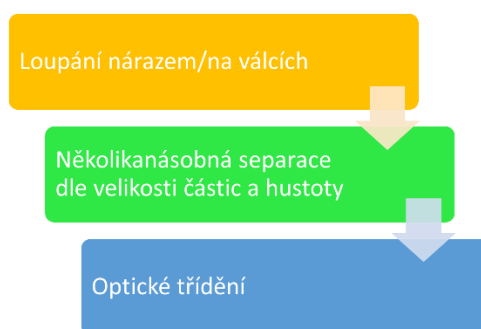 Loupání nárazem/na válcích
Několikanásobná separace
dle velikosti částic a hustoty
Optické třídění